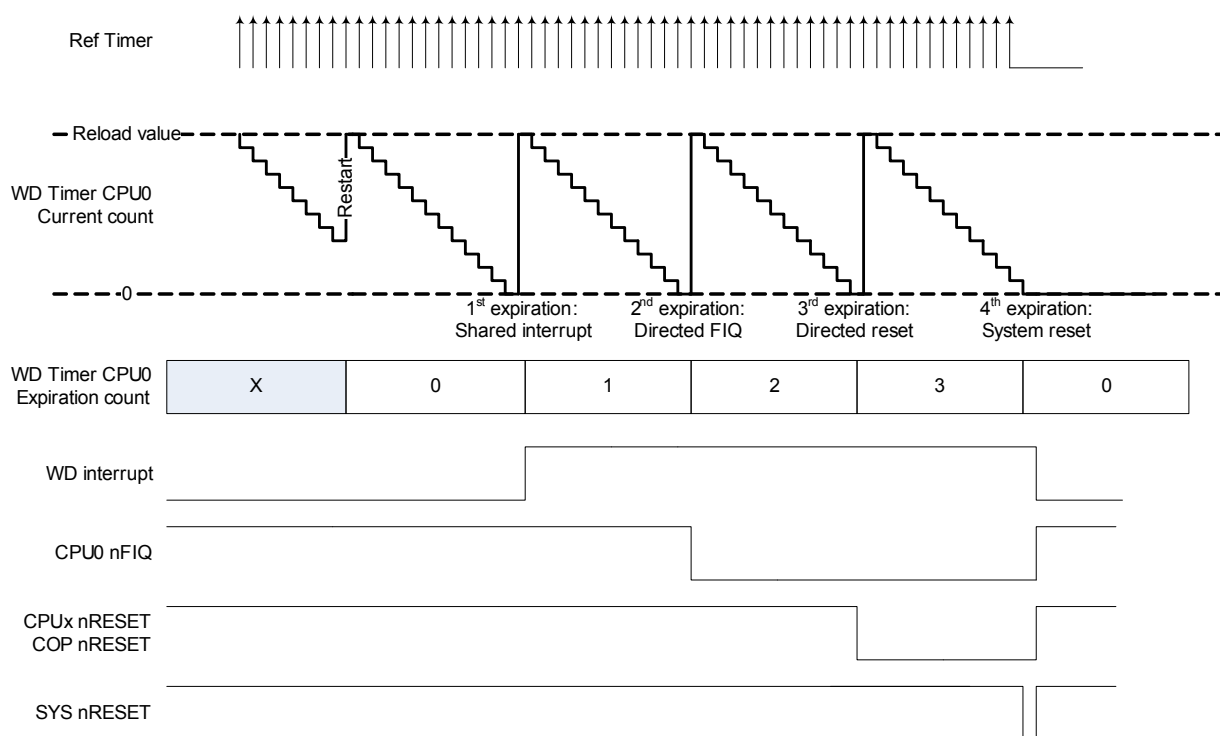 Ref Timer
Reload value
WD Timer CPU0
Current count
Restart
0
1st expiration:
Shared interrupt
2nd expiration:
Directed FIQ
3rd expiration:
Directed reset
4th expiration:
System reset
WD Timer CPU0
Expiration count
X
0
1
2
3
0
WD interrupt
CPU0 nFIQ
CPUx nRESET
COP nRESET
SYS nRESET